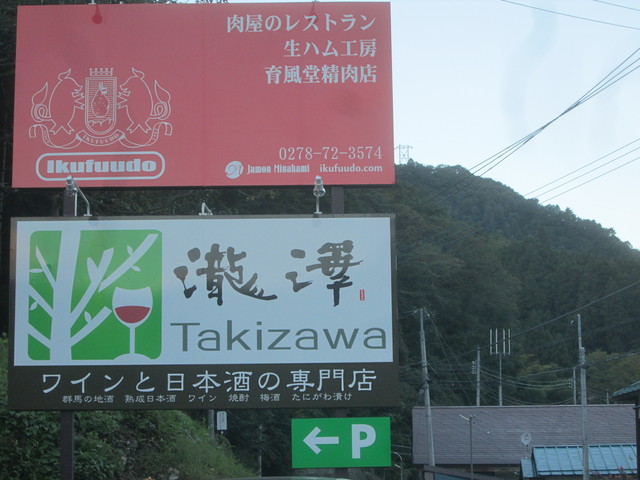 肉屋のレストラン
生ハム工房
育風堂精肉店
Ikufuudo
0278-72-3574
Jamon Minakami ikufuudo.com
瀧澤
Takizawa
ワインと日本酒の専門店
群馬の地酒 熟成日本酒 ワイン 焼酎 梅酒 たにがわ漬け
←P